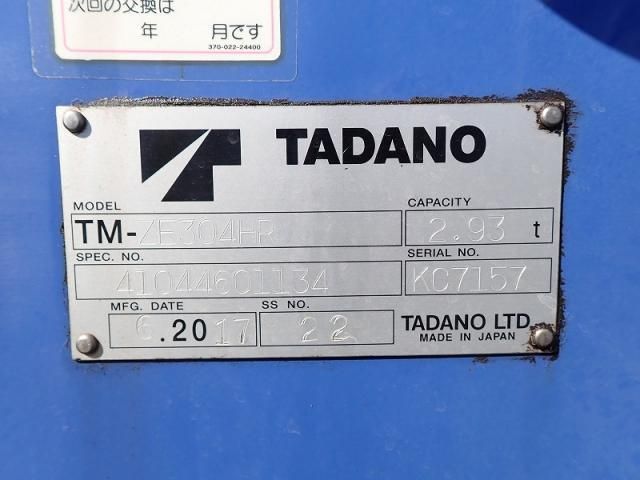 次回の交換は
年 月です
370-022-24400
TADANO
MODEL
TM-ZE304HR
CAPACITY
2.93 t
SPEC. NO.
41044601134
SERIAL NO.
KC7157
MFG. DATE
6.2017
SS NO.
22
TADANO LTD.
MADE IN JAPAN